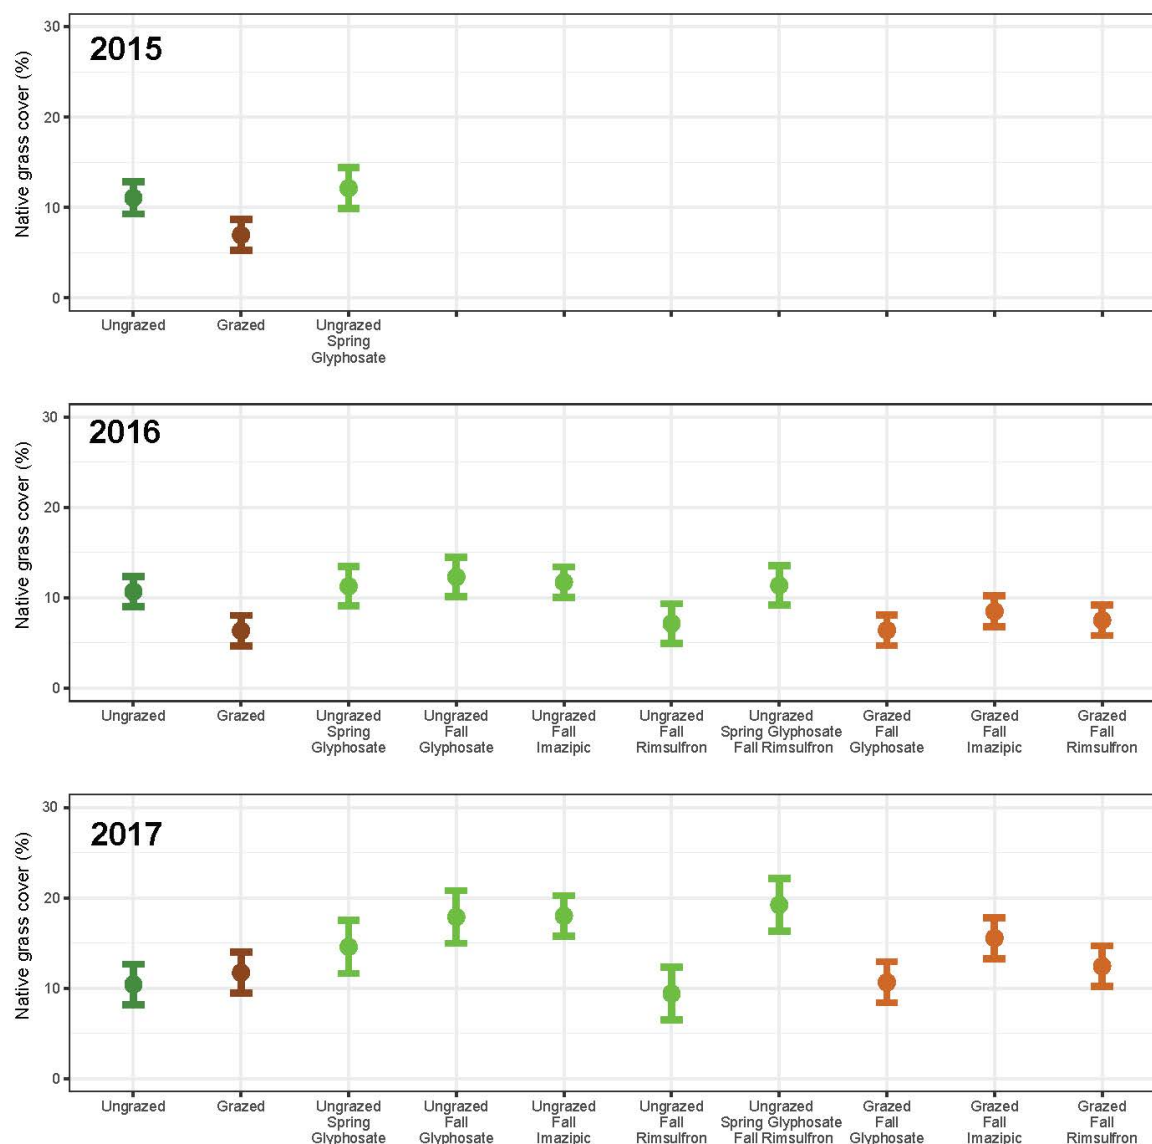 Native grass cover (%)
30
20
10
0
2015
Ungrazed
Grazed
Ungrazed
Spring
Glyphosate
Native grass cover (%)
30
20
10
0
2016
Ungrazed
Grazed
Ungrazed
Spring
Glyphosate
Ungrazed
Fall
Glyphosate
Ungrazed
Fall
Imazipic
Ungrazed
Fall
Rimsulfron
Ungrazed
Spring Glyphosate
Fall Rimsulfron
Grazed
Fall
Glyphosate
Grazed
Fall
Imazipic
Grazed
Fall
Rimsulfron
Native grass cover (%)
30
20
10
0
2017
Ungrazed
Grazed
Ungrazed
Spring
Glyphosate
Ungrazed
Fall
Glyphosate
Ungrazed
Fall
Imazipic
Ungrazed
Fall
Rimsulfron
Ungrazed
Spring Glyphosate
Fall Rimsulfron
Grazed
Fall
Glyphosate
Grazed
Fall
Imazipic
Grazed
Fall
Rimsulfron